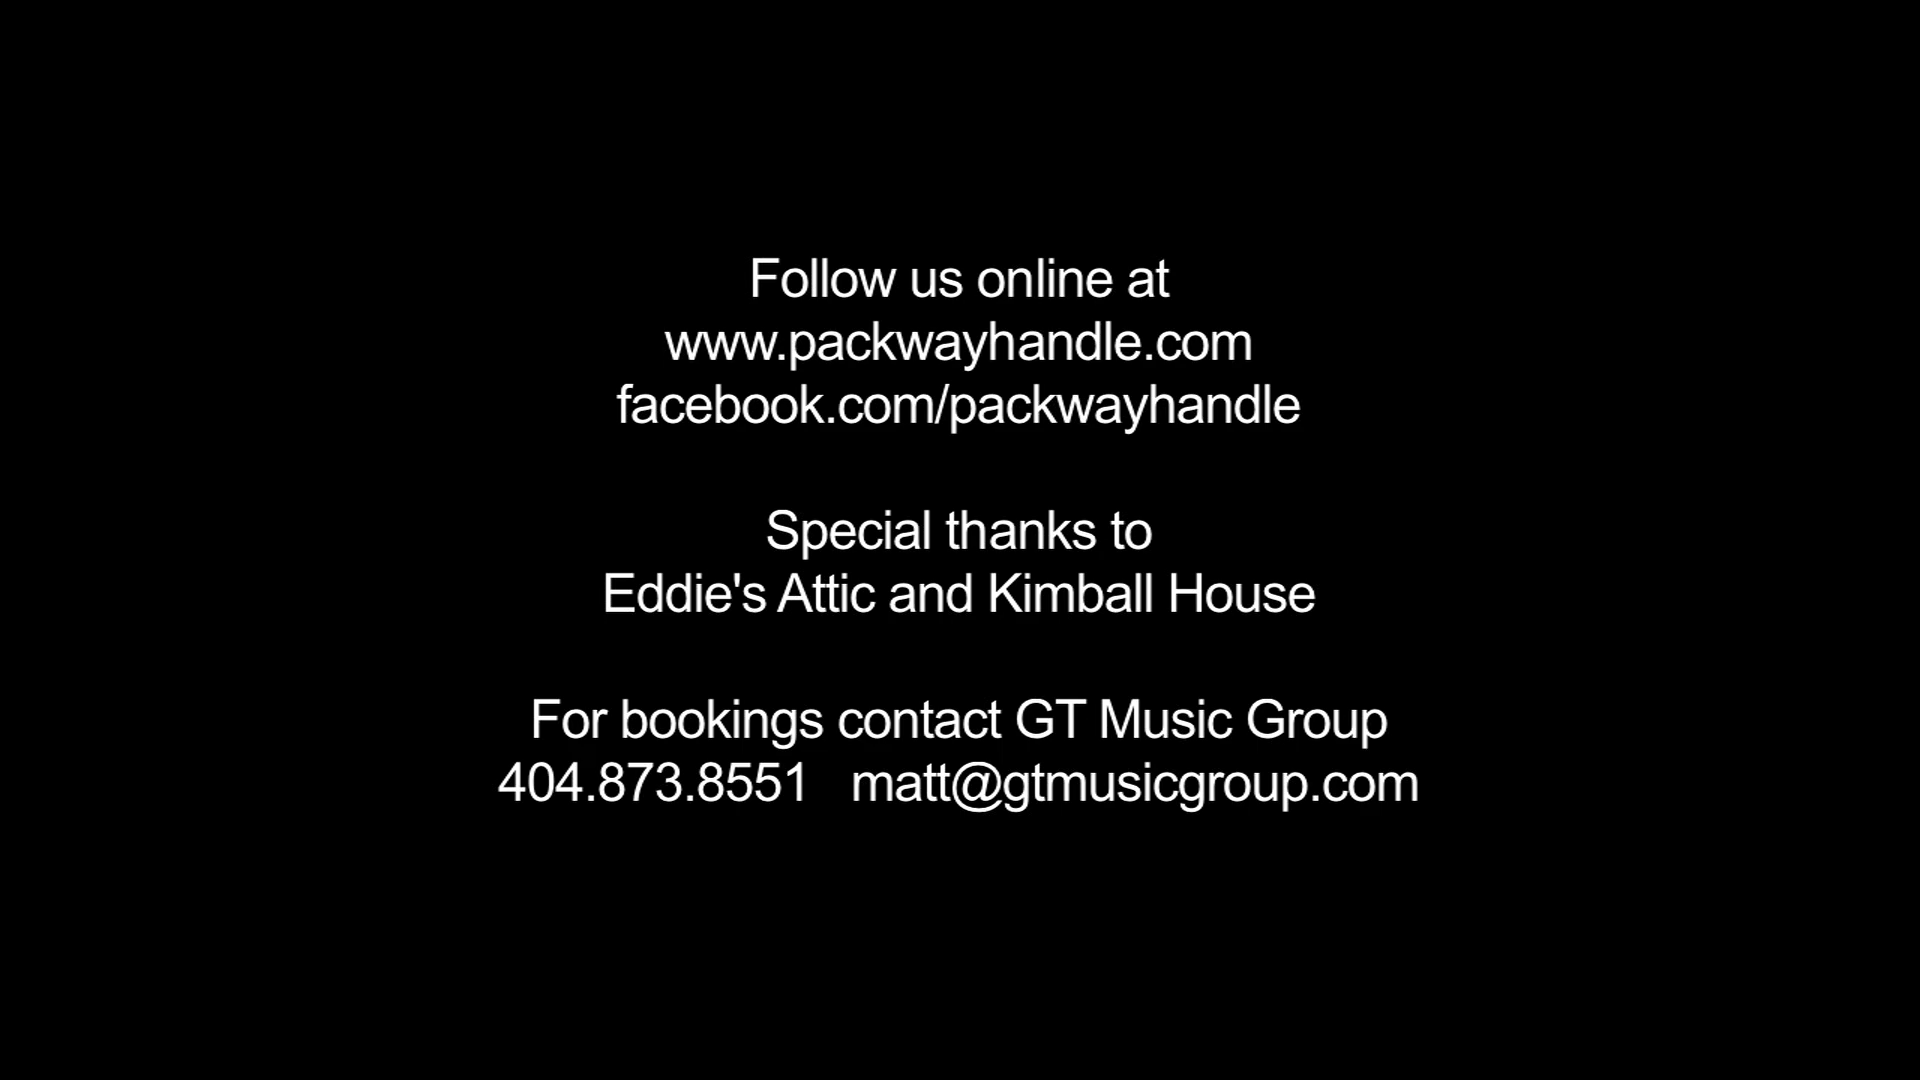 Follow us online at
www.packwayhandle.com
facebook.com/packwayhandle
Special thanks to
Eddie's Attic and Kimball House
For bookings contact GT Music Group
404.873.8551 matt@gtmusicgroup.com